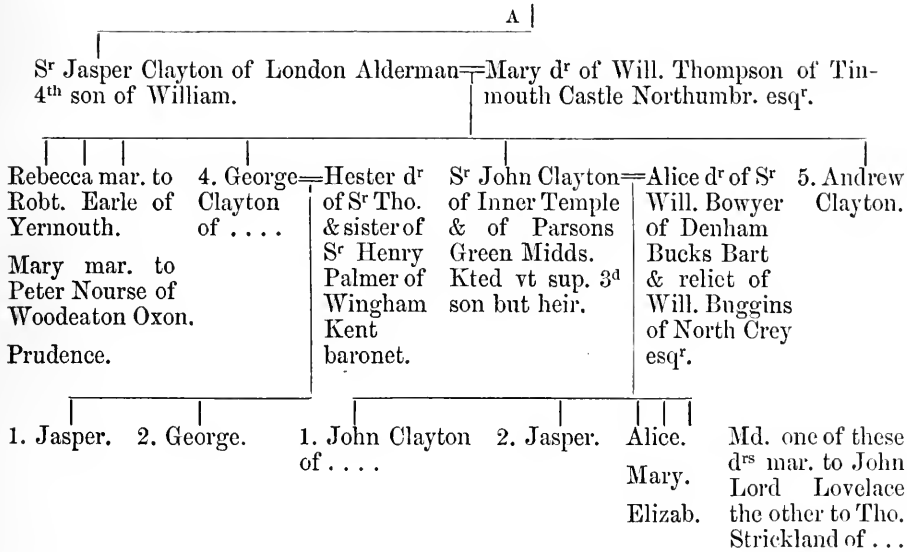 A
Sr Jasper Clayton of London Alderman=Mary dr of Will. Thompson of Tin-
4th son of William.
mouth Castle Northumbr. esqr.
Rebecca mar. to
Robt. Earle of
Yermouth.
Mary mar. to
Peter Nourse of
Woodeaton Oxon.
Prudence.
4. George=
Clayton
of ....
Hester dr
of Sr Tho.
& sister of
Sr Henry
Palmer of
Wingham
Kent
baronet.
Sr John Clayton=
of Inner Temple
& of Parsons
Green Midds.
Kted vt sup. 3d
son but heir.
Alice dr of Sr
Will. Bowyer
of Denham
Bucks Bart
& relict of
Will. Buggins
of North Crey
esqr.
5. Andrew
Clayton.
1. Jasper.
2. George.
1. John Clayton
of ....
2. Jasper.
Alice.
Mary.
Elizab.
Md. one of these
drs mar. to John
Lord Lovelace
the other to Tho.
Strickland of ...